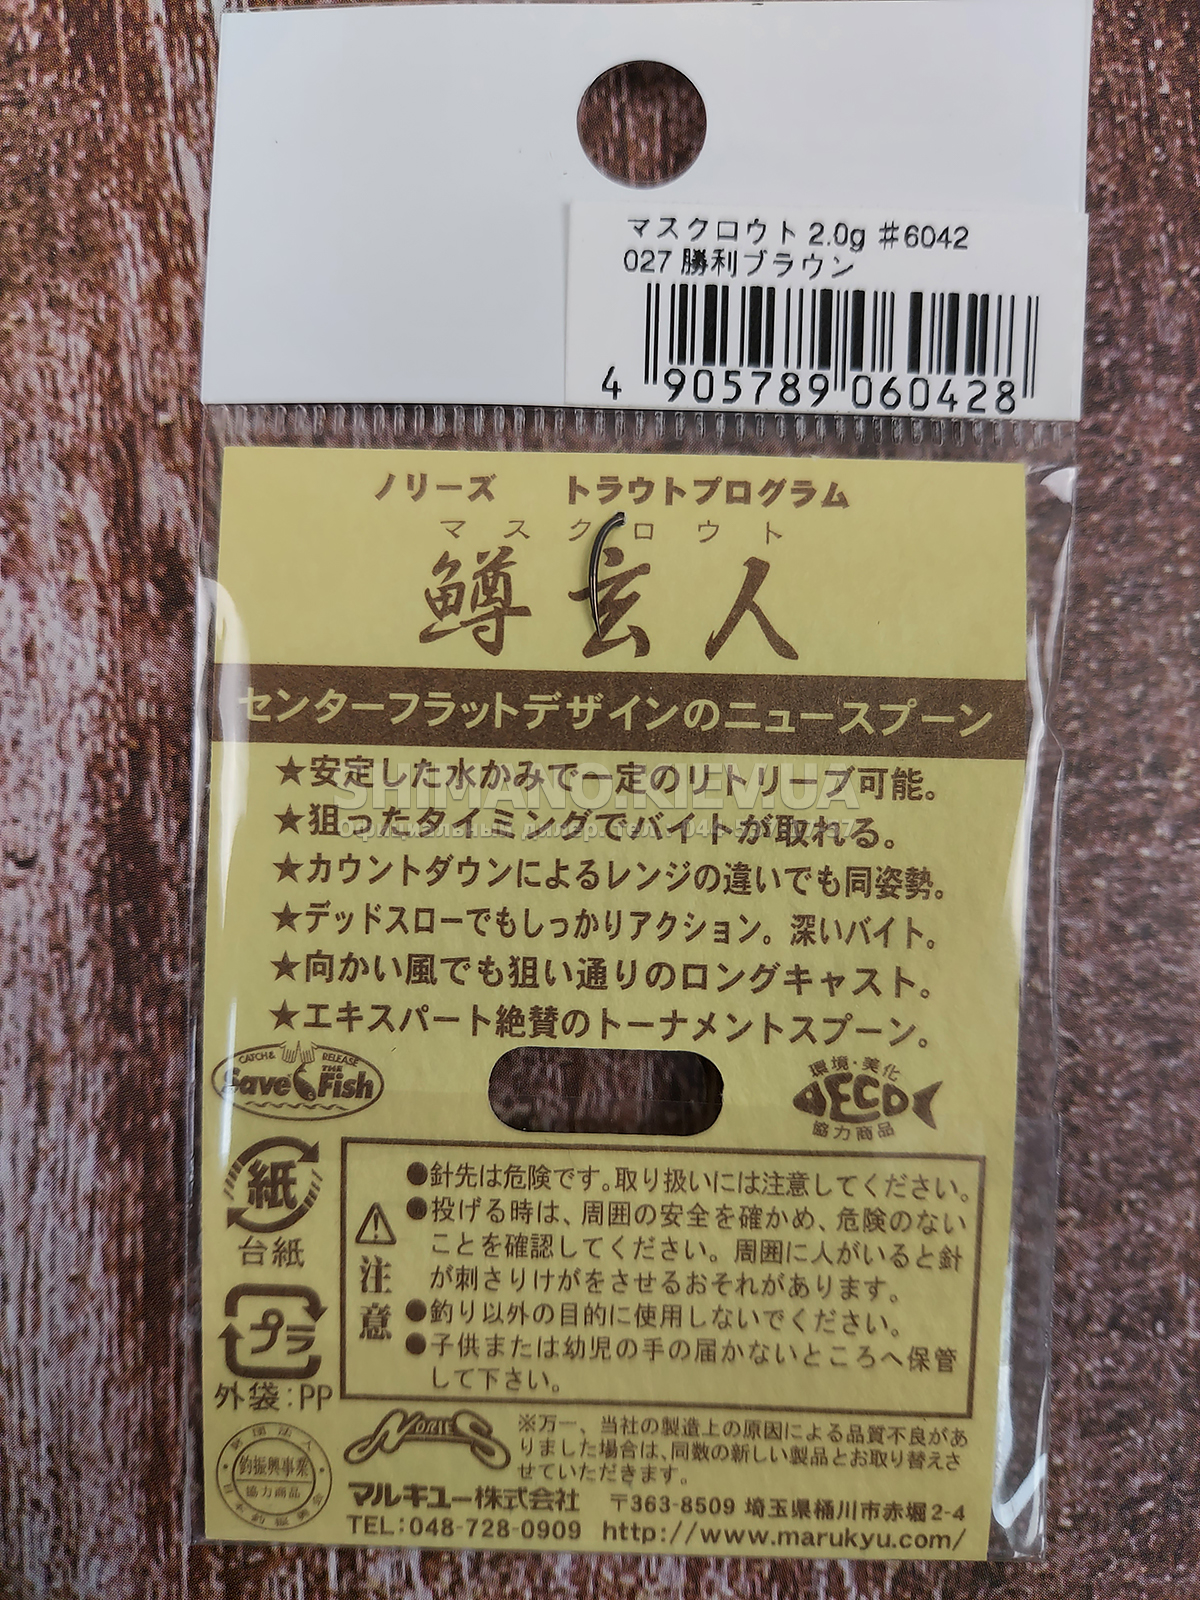 マスクロウト 2.0g #6042
027 勝利ブラウン
4 905789 060428
ノリーズ トラウトプログラム
マスクロウト
鱒玄人
センターフラットデザインのニュースプーン
★安定した水かみで一定のリトリーブ可能。
SHIMANO.KIEV.UA
★狙ったタイミングでバイトが取れる。
официальный дилер. тел.
★カウントダウンによるレンジの違いでも同姿勢。
★デッドスローでもしっかりアクション。深いバイト。
★向かい風でも狙い通りのロングキャスト。
★エキスパート絶賛のトーナメントスプーン。
CATCH & RELEASE
Save THE Fish
環境・美化
ECO
協力商品
紙
台紙
プラ
外袋:PP
注意
●針先は危険です。取り扱いには注意してください。
●投げる時は、周囲の安全を確かめ、危険のない
ことを確認してください。周囲に人がいると針
が刺さりけがをさせるおそれがあります。
●釣り以外の目的に使用しないでください。
●子供または幼児の手の届かないところへ保管
して下さい。
釣振興事業
協力商品
NORIES
※万一、当社の製造上の原因による品質不良があ
りました場合は、同数の新しい製品とお取り替えさ
せていただきます。
マルキユー株式会社 〒363-8509 埼玉県桶川市赤堀2-4
TEL:048-728-0909 http://www.marukyu.com/